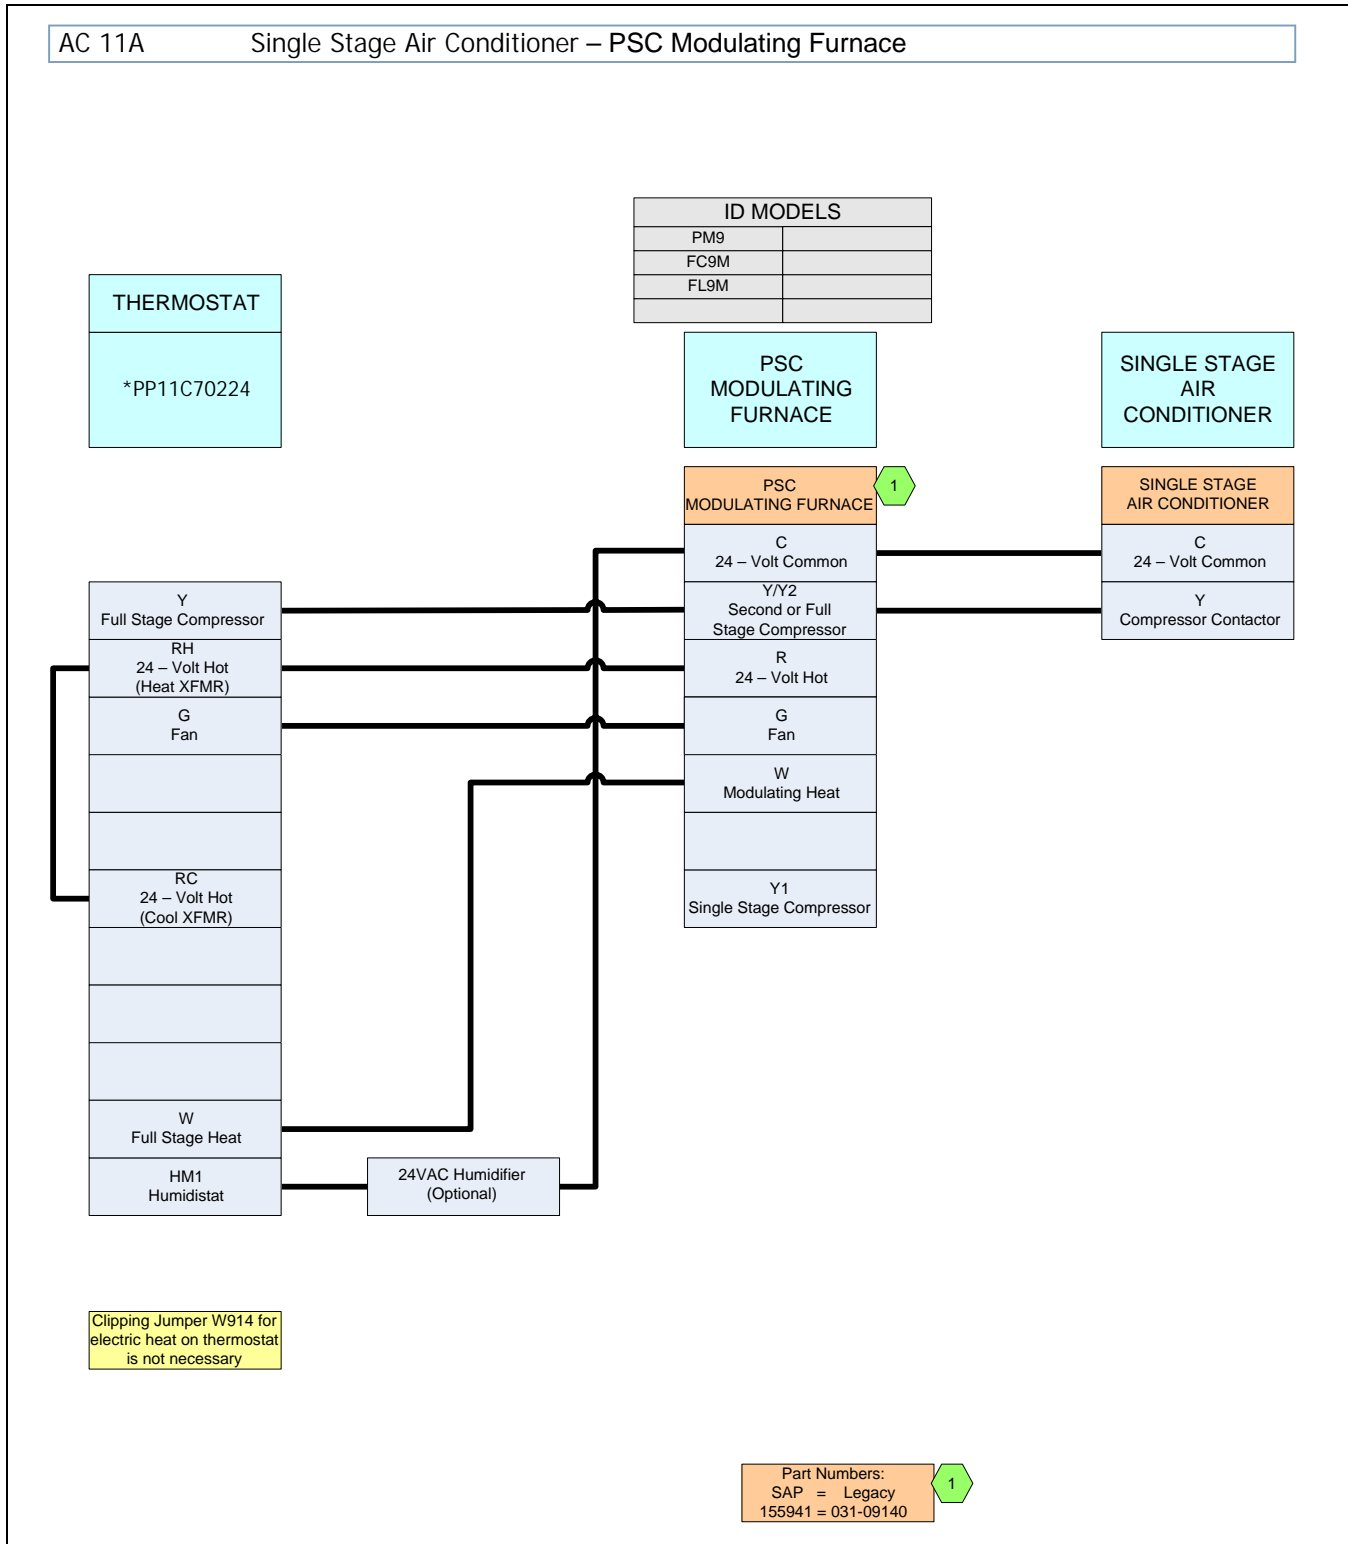 AC 11A Single Stage Air Conditioner – PSC Modulating Furnace
ID MODELS
PM9
FC9M
FL9M
THERMOSTAT
*PP11C70224
PSC
MODULATING
FURNACE
SINGLE STAGE
AIR
CONDITIONER
PSC
MODULATING FURNACE
1
SINGLE STAGE
AIR CONDITIONER
C
24 – Volt Common
C
24 – Volt Common
Y
Full Stage Compressor
Y/Y2
Second or Full
Stage Compressor
Y
Compressor Contactor
RH
24 – Volt Hot
(Heat XFMR)
R
24 – Volt Hot
G
Fan
G
Fan
W
Modulating Heat
RC
24 – Volt Hot
(Cool XFMR)
Y1
Single Stage Compressor
W
Full Stage Heat
HM1
Humidistat
24VAC Humidifier
(Optional)
Clipping Jumper W914 for
electric heat on thermostat
is not necessary
Part Numbers:
SAP = Legacy
155941 = 031-09140
1